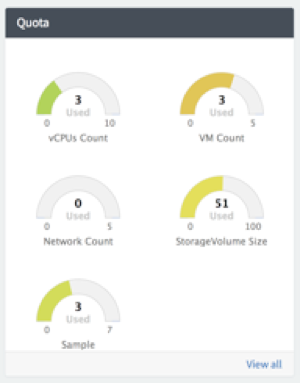 Quota
3
Used
0 10
vCPUs Count
3
Used
0 5
VM Count
0
Used
0 5
Network Count
51
Used
0 100
StorageVolume Size
3
Used
0 7
Sample
View all